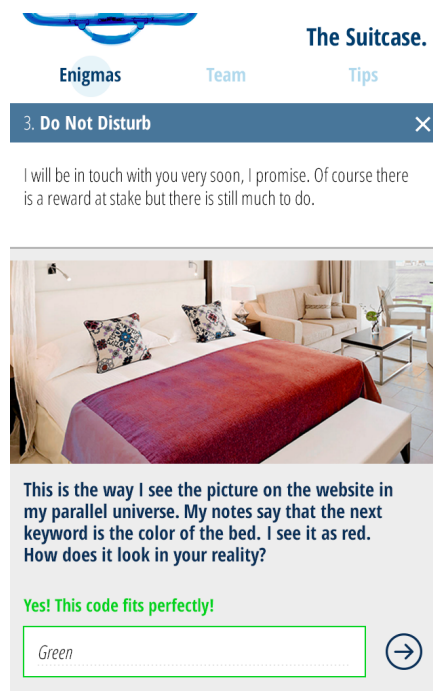 The Suitcase.
Enigmas Team Tips
3. Do Not Disturb
I will be in touch with you very soon, I promise. Of course there
is a reward at stake but there is still much to do.
This is the way I see the picture on the website in
my parallel universe. My notes say that the next
keyword is the color of the bed. I see it as red.
How does it look in your reality?
Yes! This code fits perfectly!
Green